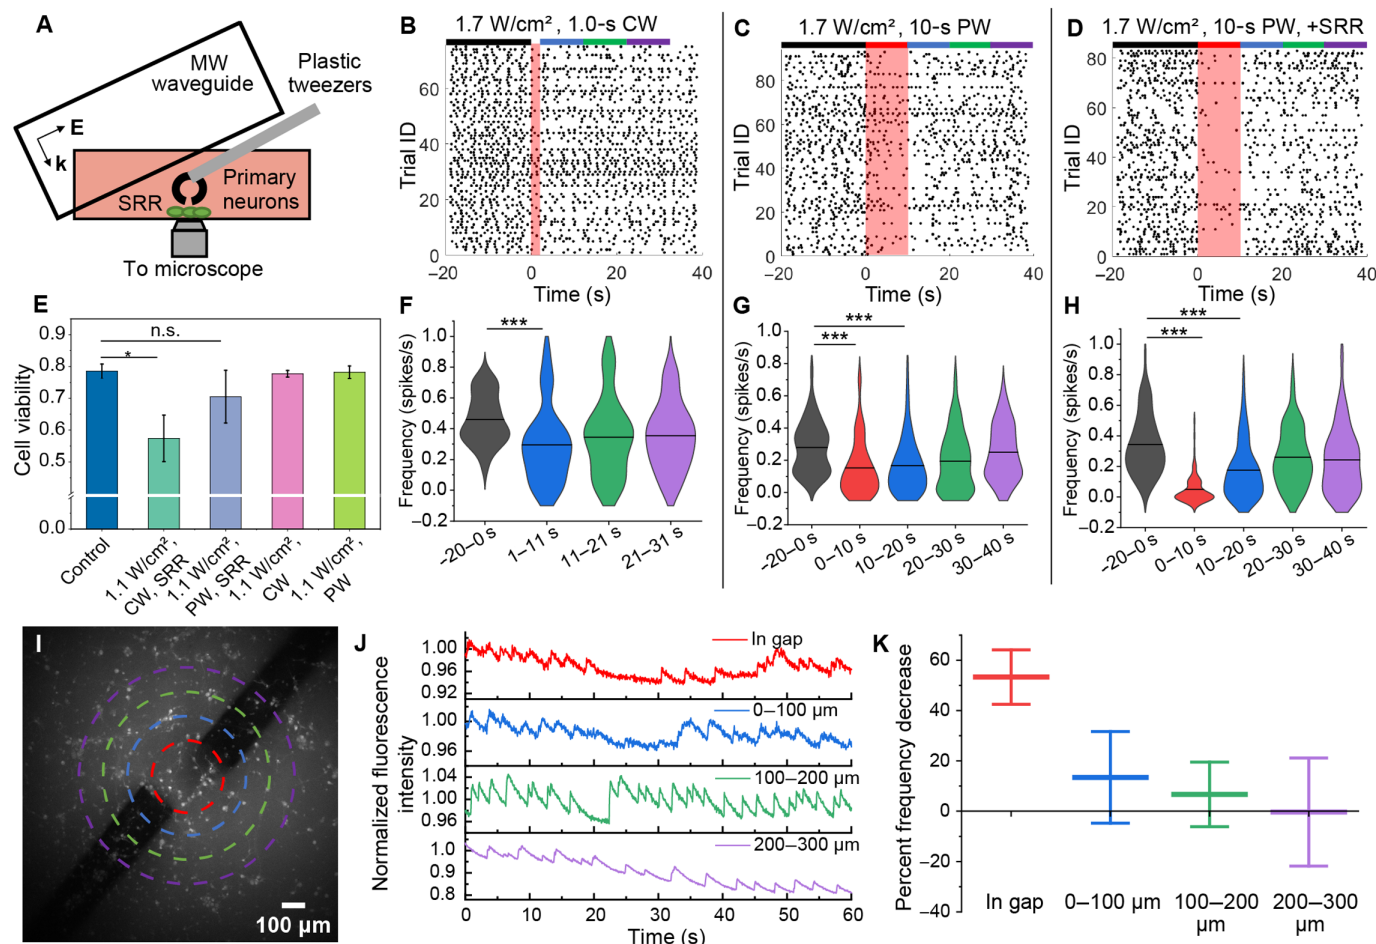 A
MW
waveguide
Plastic
tweezers
E
k
SRR
Primary
neurons
To microscope
B
1.7 W/cm², 1.0-s CW
Trial ID
60
40
20
0
−20
0
20
40
Time (s)
C
1.7 W/cm², 10-s PW
Trial ID
80
60
40
20
0
−20
0
20
40
Time (s)
D
1.7 W/cm², 10-s PW, +SRR
Trial ID
80
60
40
20
0
−20
0
20
40
Time (s)
E
Cell viability
0.9
0.8
0.7
0.6
0.5
0.0
n.s.
*
Control
1.1 W/cm²,
CW, SRR
1.1 W/cm²,
PW, SRR
1.1 W/cm²,
CW
1.1 W/cm²,
PW
F
Frequency (spikes/s)
1.0
0.8
0.6
0.4
0.2
0.0
−0.2
***
−20–0 s
1–11 s
11–21 s
21–31 s
G
Frequency (spikes/s)
1.0
0.8
0.6
0.4
0.2
0.0
−0.2
***
***
−20–0 s
0–10 s
10–20 s
20–30 s
30–40 s
H
Frequency (spikes/s)
1.0
0.8
0.6
0.4
0.2
0.0
−0.2
***
***
−20–0 s
0–10 s
10–20 s
20–30 s
30–40 s
I
100 µm
J
Normalized fluorescence
intensity
1.00
0.96
0.92
In gap
1.00
0.96
0–100 µm
1.04
1.00
0.96
100–200 µm
1.0
0.9
0.8
200–300 µm
0
10
20
30
40
50
60
Time (s)
K
Percent frequency decrease
60
40
20
0
−20
−40
In gap
0–100 µm
100–200
µm
200–300
µm